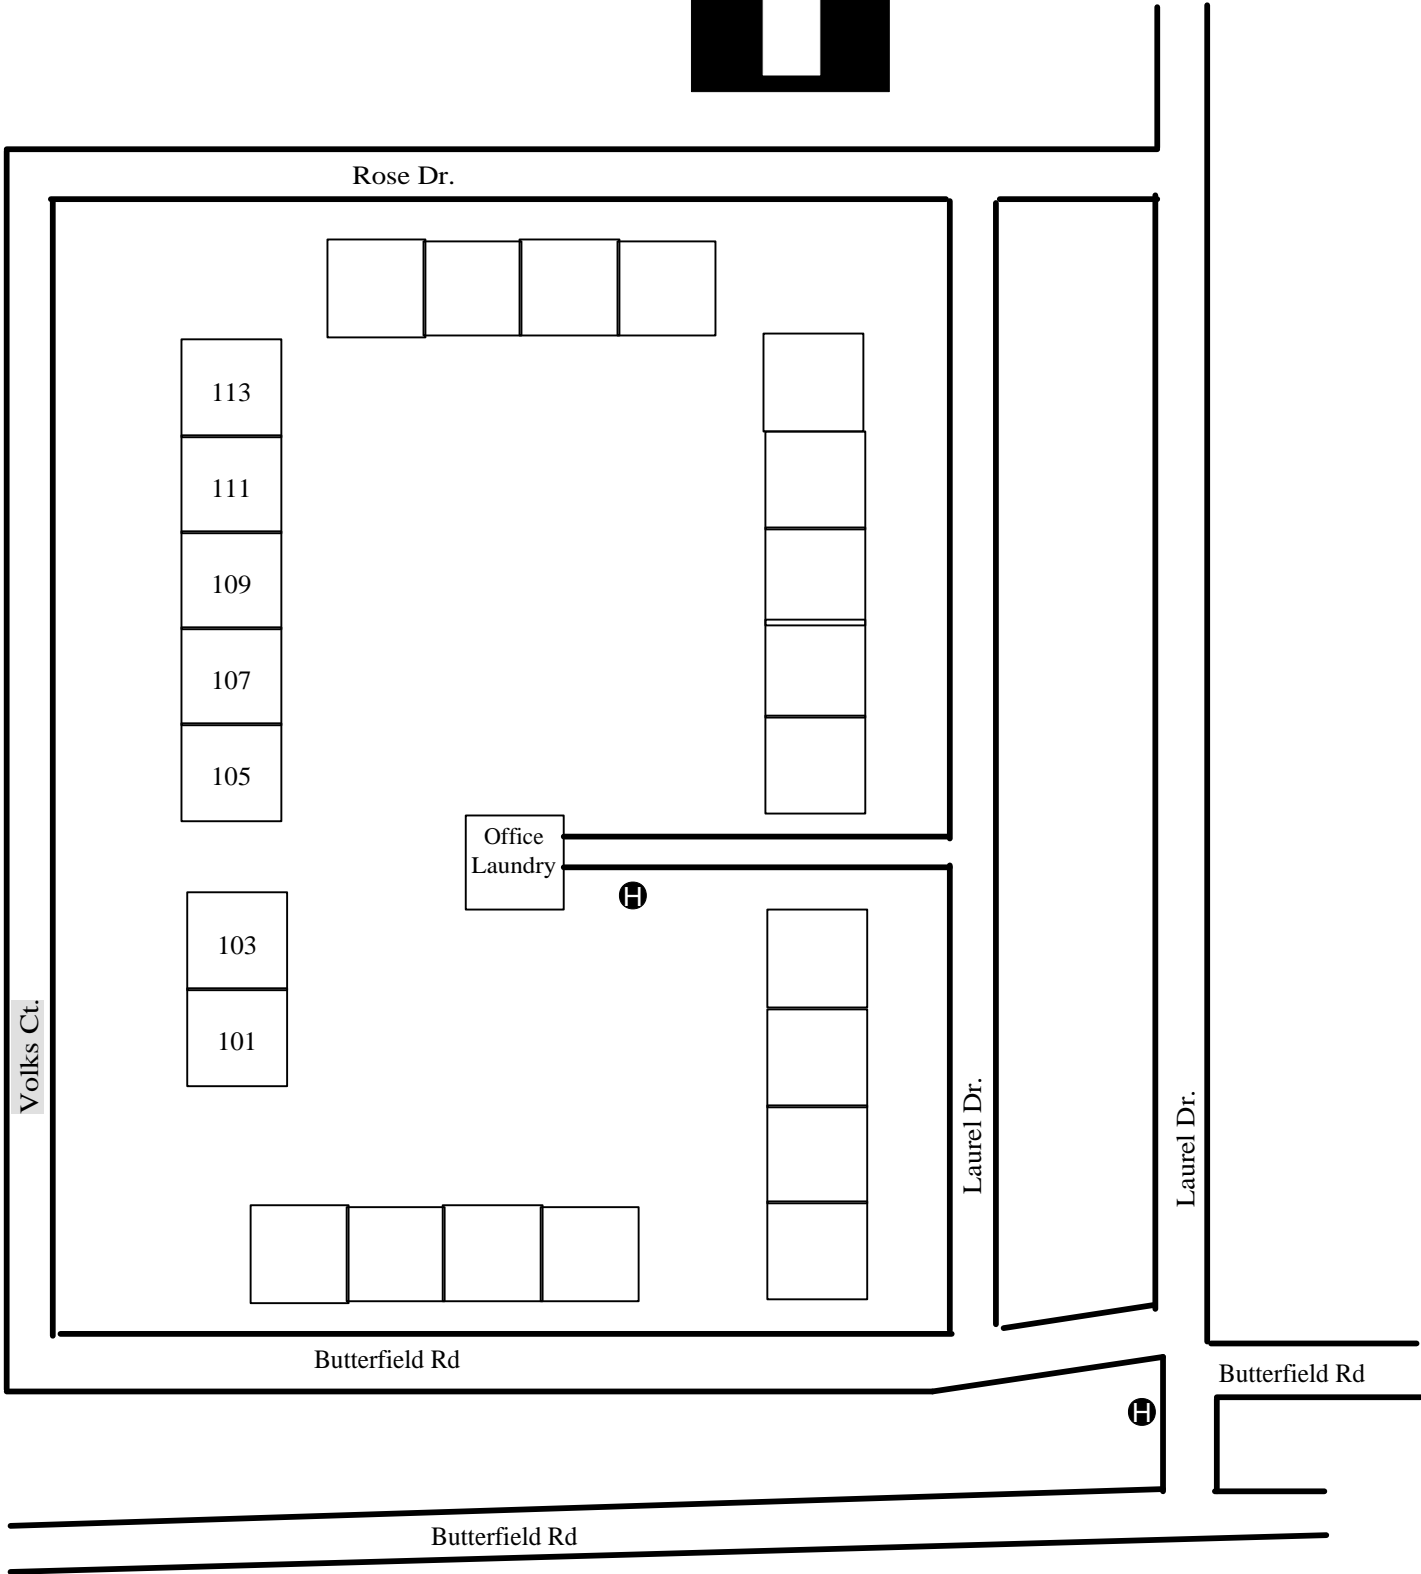 Rose Dr.
113
111
109
107
105
Office
Laundry
H
103
101
Volks Ct.
Laurel Dr.
Laurel Dr.
Butterfield Rd
Butterfield Rd
H
Butterfield Rd